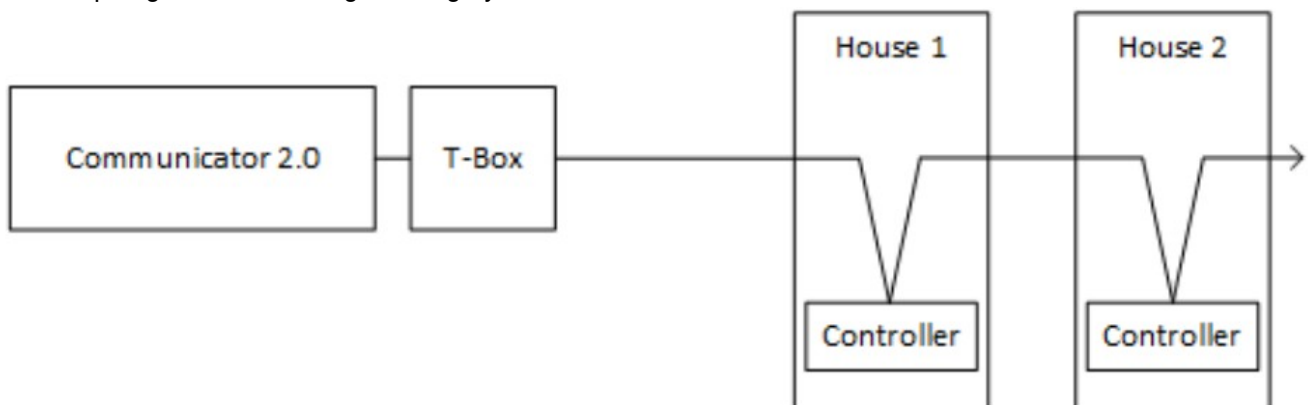 House 1
House 2
Communicator 2.0
T-Box
Controller
Controller